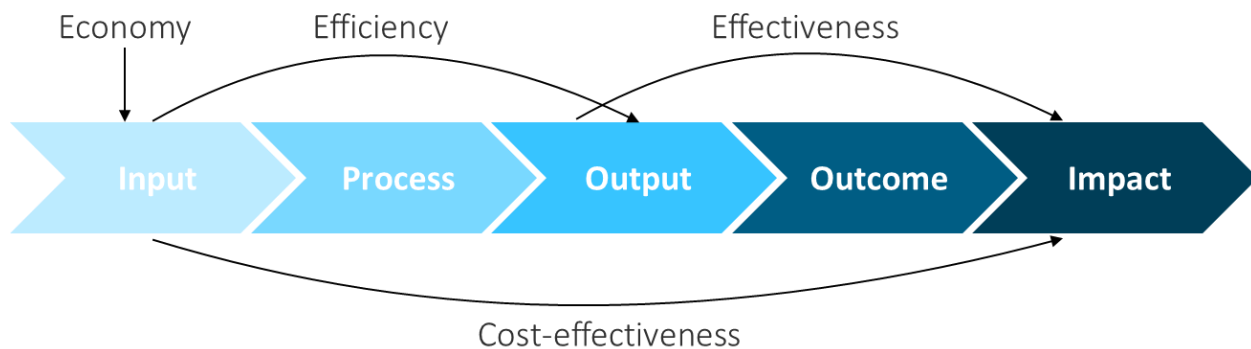 Economy
Efficiency
Effectiveness
Input
Process
Output
Outcome
Impact
Cost-effectiveness